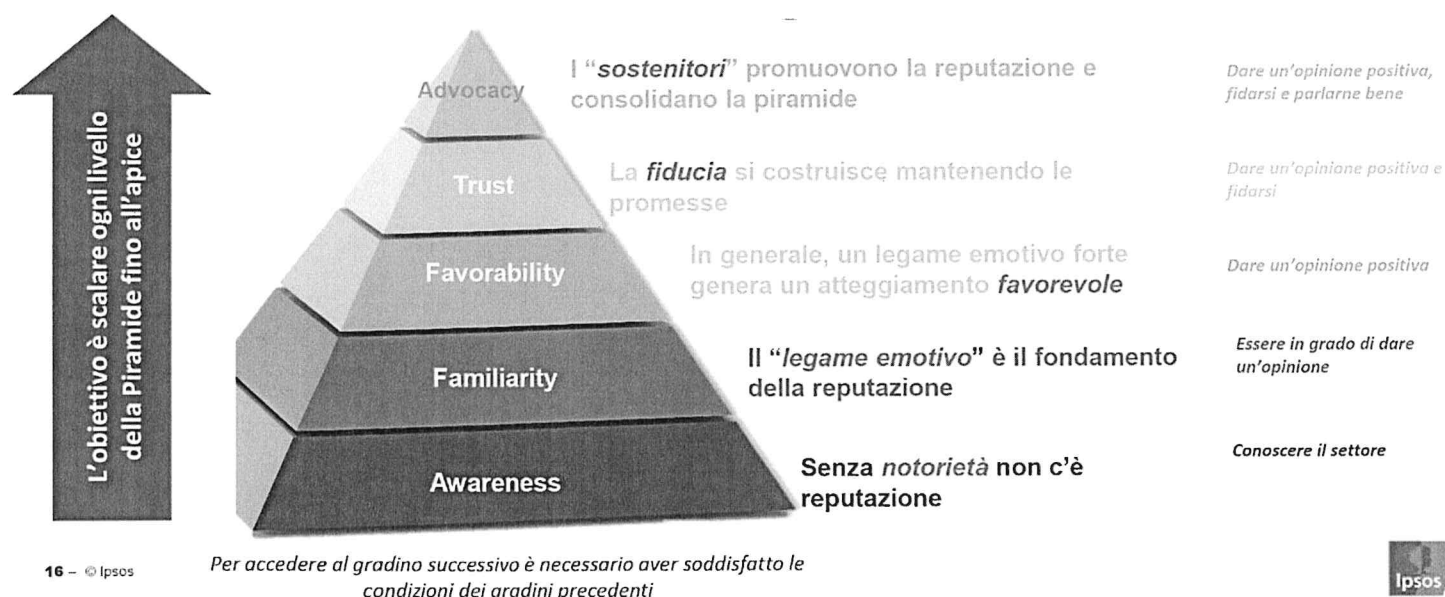 L'obiettivo è scalare ogni livello
della Piramide fino all'apice
Advocacy
I "sostenitori" promuovono la reputazione e
consolidano la piramide
Dare un'opinione positiva,
fidarsi e parlarne bene
Trust
La fiducia si costruisce mantenendo le
promesse
Dare un'opinione positiva e
fidarsi
Favorability
In generale, un legame emotivo forte
genera un atteggiamento favorevole
Dare un'opinione positiva
Familiarity
Il "legame emotivo" è il fondamento
della reputazione
Essere in grado di dare
un'opinione
Awareness
Senza notorietà non c'è
reputazione
Conoscere il settore
16 – © Ipsos
Per accedere al gradino successivo è necessario aver soddisfatto le
condizioni dei gradini precedenti
Ipsos